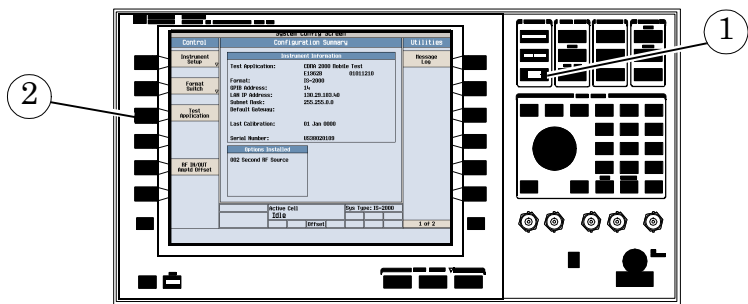 System Config Screen
Control
Configuration Summary
Utilities
Instrument Setup
Instrument Information
Message Log
Test Application: CDMA 2000 Mobile Test
E1962B 01011210
Format: IS-2000
GPIB Address: 14
LAN IP Address: 130.29.103.40
Subnet Mask: 255.255.0.0
Default Gateway:
Format Switch
Test Application
Last Calibration: 01 Jan 0000
Serial Number: US38020109
Options Installed
002 Second RF Source
RF IN/OUT
Amptd Offset
Active Cell
Sys Type: IS-2000
Idle
Offset
1 of 2
1
2